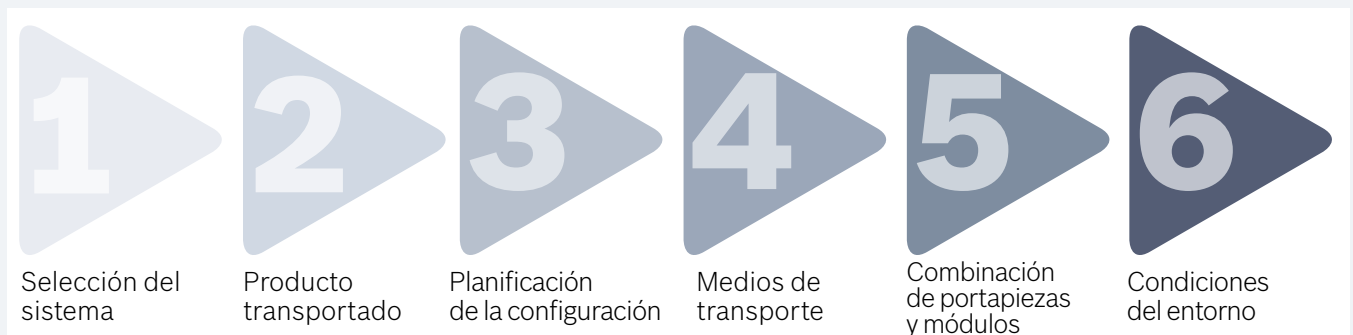 1
2
3
4
5
6
Selección del
sistema
Producto
transportado
Planificación
de la configuración
Medios de
transporte
Combinación
de portapiezas
y módulos
Condiciones
del entorno